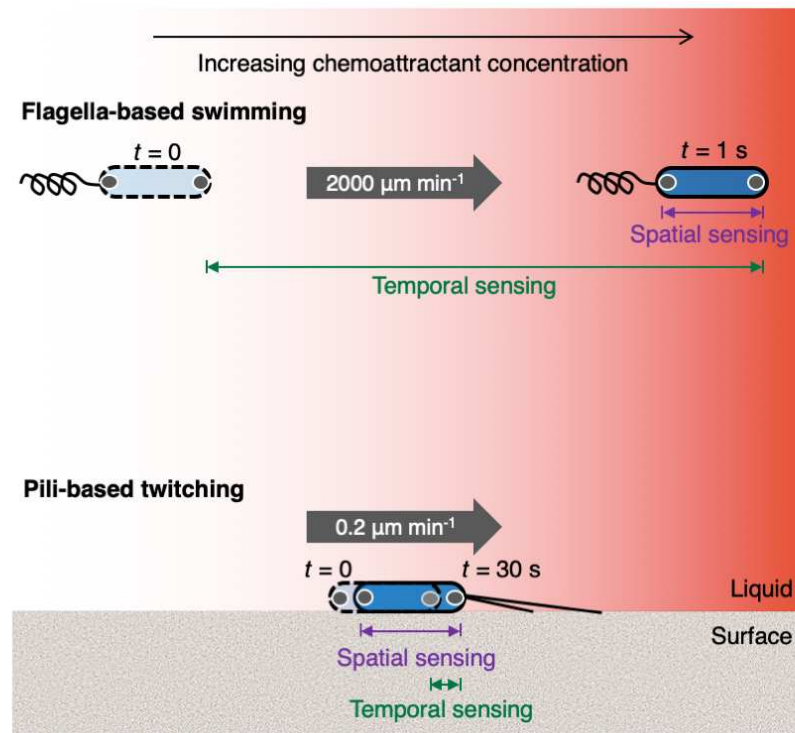 Increasing chemoattractant concentration
Flagella-based swimming
t = 0
2000 µm min⁻¹
t = 1 s
Spatial sensing
Temporal sensing
Pili-based twitching
0.2 µm min⁻¹
t = 0
t = 30 s
Liquid
Surface
Spatial sensing
Temporal sensing